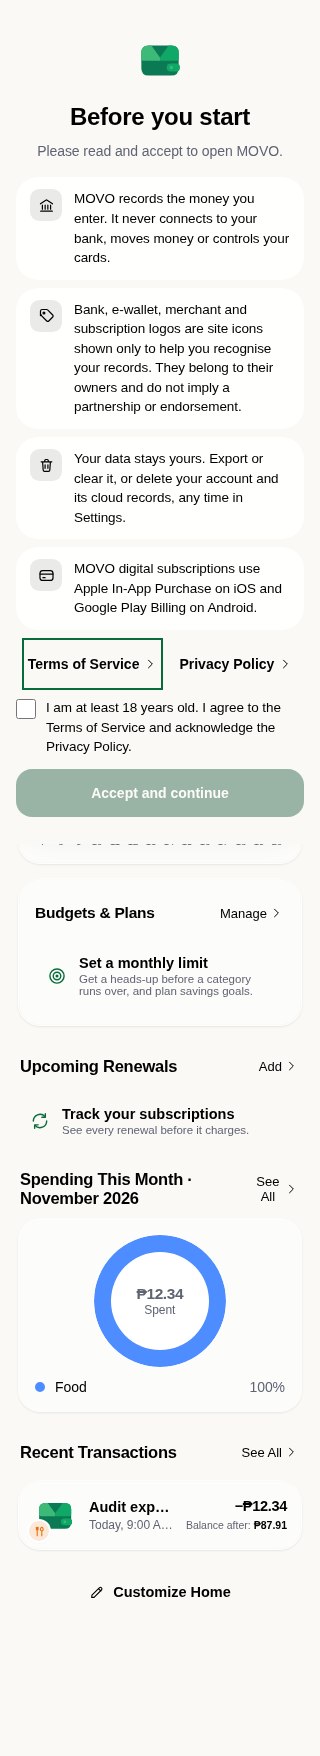 Before you start
Please read and accept to open MOVO.
MOVO records the money you
enter. It never connects to your
bank, moves money or controls your
cards.
Bank, e-wallet, merchant and
subscription logos are site icons
shown only to help you recognise
your records. They belong to their
owners and do not imply a
partnership or endorsement.
Your data stays yours. Export or
clear it, or delete your account and
its cloud records, any time in
Settings.
MOVO digital subscriptions use
Apple In-App Purchase on iOS and
Google Play Billing on Android.
Terms of Service Privacy Policy
I am at least 18 years old. I agree to the
Terms of Service and acknowledge the
Privacy Policy.
Accept and continue
Budgets & Plans Manage
Set a monthly limit
Get a heads-up before a category
runs over, and plan savings goals.
Upcoming Renewals Add
Track your subscriptions
See every renewal before it charges.
Spending This Month · See
November 2026 All
₱12.34
Spent
Food 100%
Recent Transactions See All
Audit exp... −₱12.34
Today, 9:00 A... Balance after: ₱87.91
Customize Home